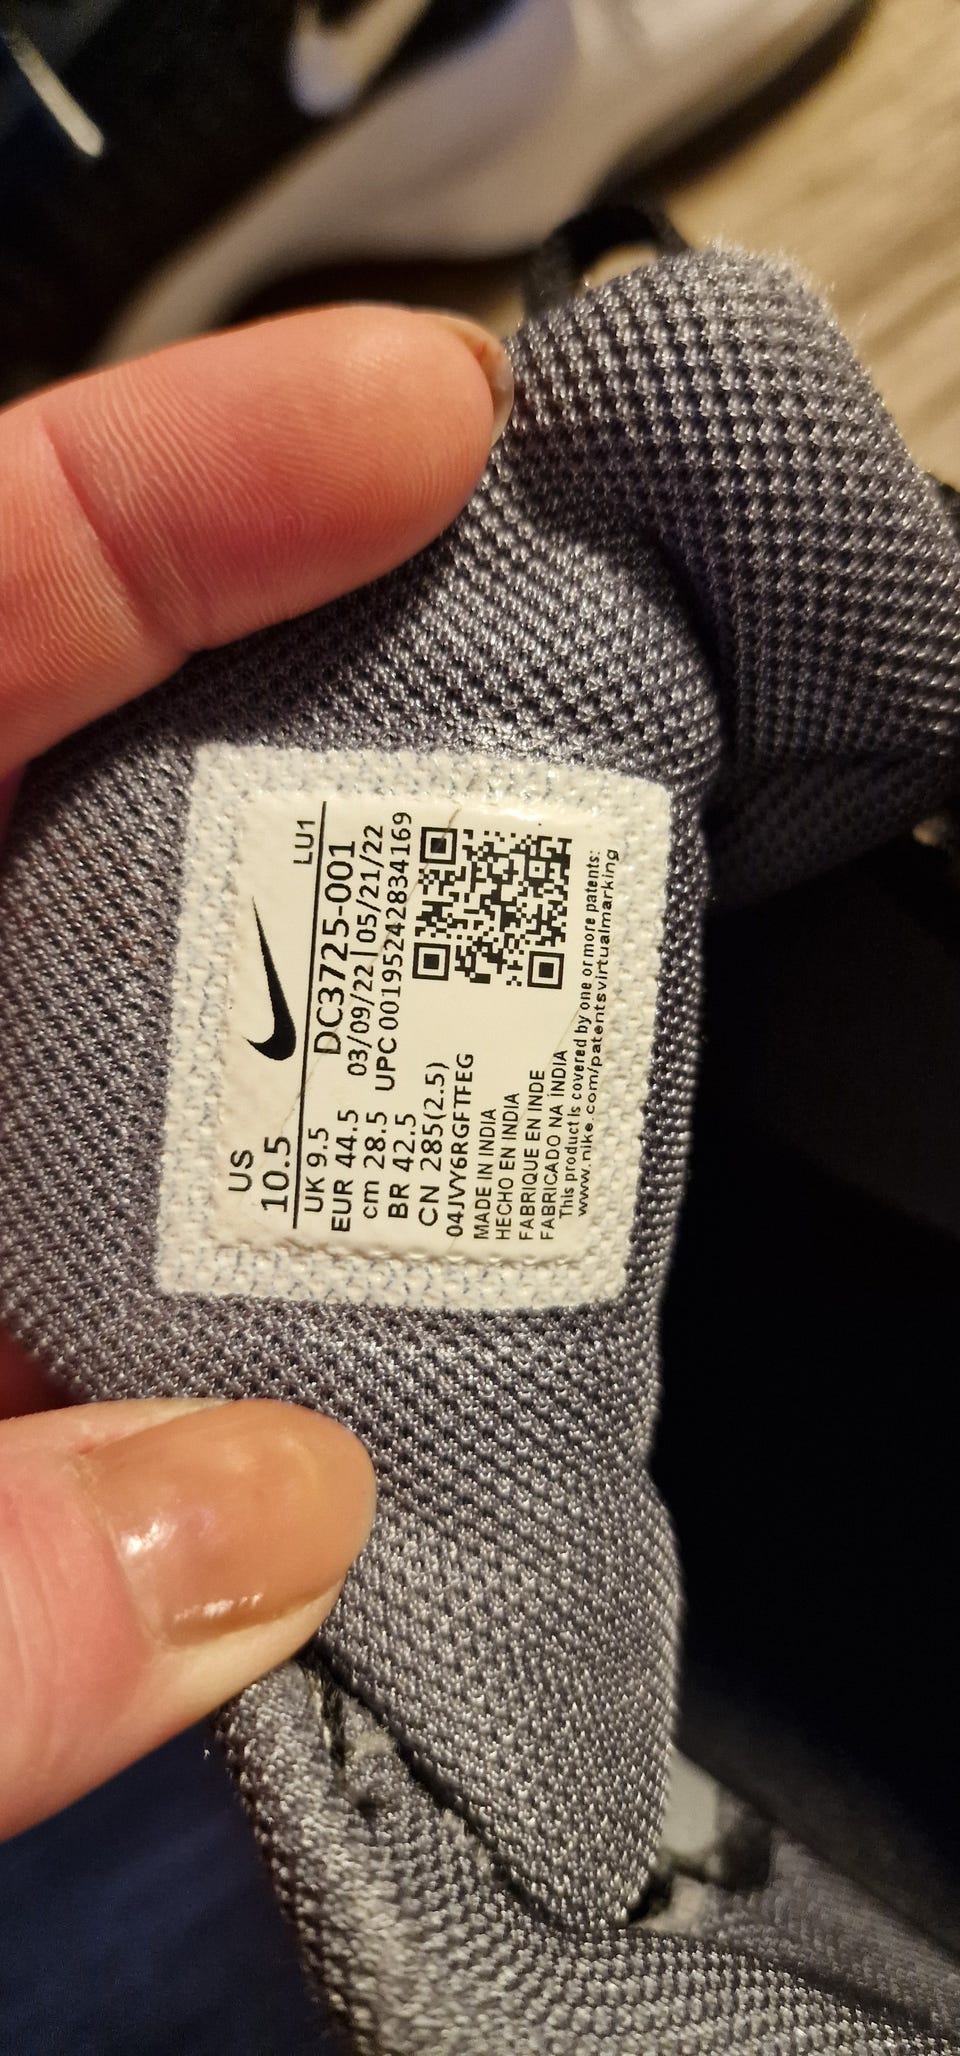 US
10.5
LU1
UK 9.5
DC3725-001
EUR 44.5
03/09/22 | 05/21/22
cm 28.5
UPC 00195242834169
BR 42.5
CN 285(2.5)
04JVY6RGFTFEG
MADE IN INDIA
HECHO EN INDIA
FABRIQUE EN INDE
FABRICADO NA ÍNDIA
This product is covered by one or more patents:
www.nike.com/patentsvirtualmarking